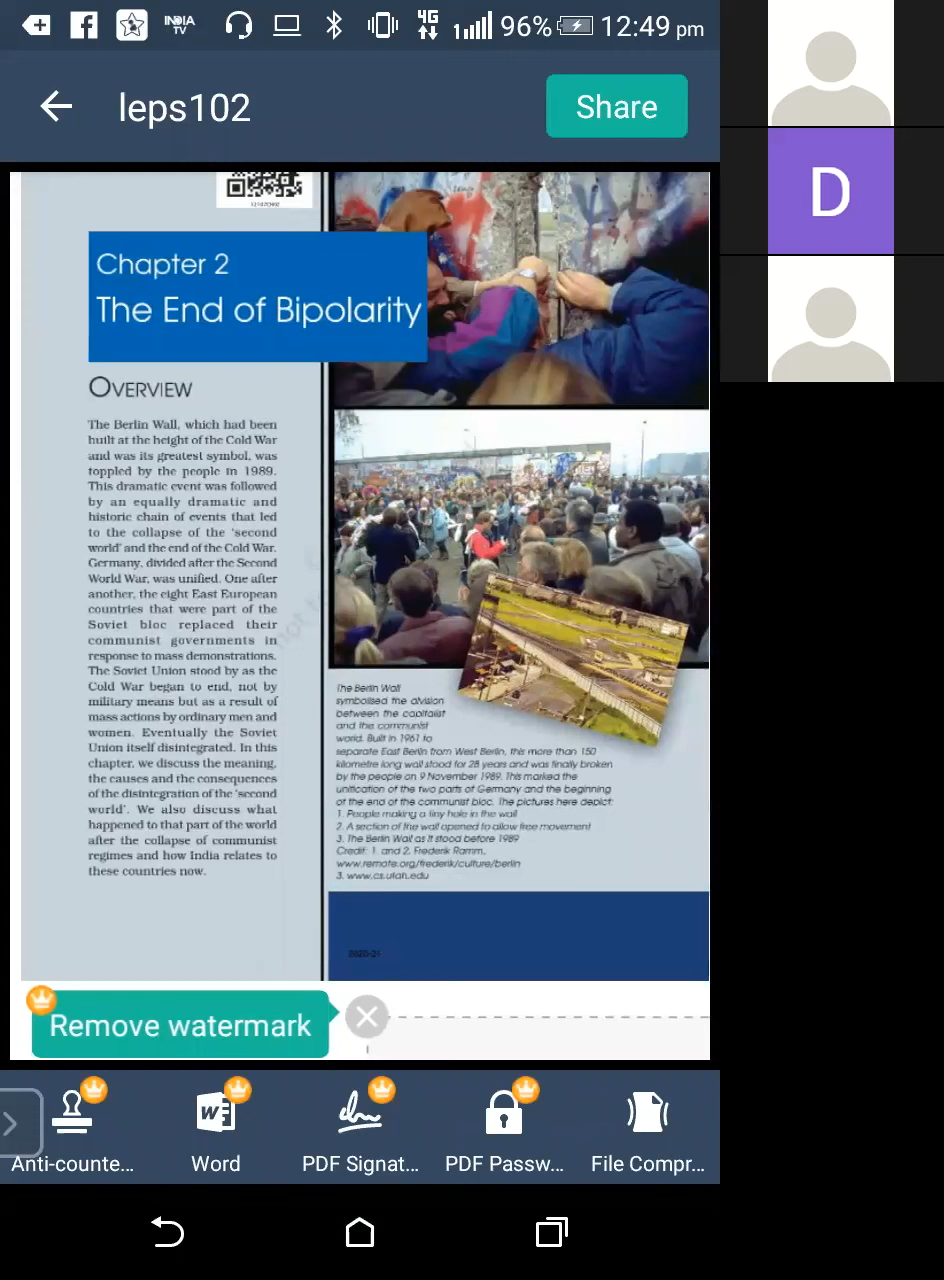 INDIA
TV
4G
96%
12:49 pm
leps102
Share
D
Chapter 2
The End of Bipolarity
OVERVIEW
The Berlin Wall, which had been
built at the height of the Cold War
and was its greatest symbol, was
toppled by the people in 1989.
This dramatic event was followed
by an equally dramatic and
historic chain of events that led
to the collapse of the ‘second
world’ and the end of the Cold War.
Germany, divided after the Second
World War, was unified. One after
another, the eight East European
countries that were part of the
Soviet bloc replaced their
communist governments in
response to mass demonstrations.
The Soviet Union stood by as the
Cold War began to end, not by
military means but as a result of
mass actions by ordinary men and
women. Eventually the Soviet
Union itself disintegrated. In this
chapter, we discuss the meaning,
the causes and the consequences
of the disintegration of the ‘second
world’. We also discuss what
happened to that part of the world
after the collapse of communist
regimes and how India relates to
these countries now.
The Berlin Wall
symbolised the division
between the capitalist
and the communist
world. Built in 1961 to
separate East Berlin from West Berlin, this more than 150
kilometre long wall stood for 28 years and was finally broken
by the people on 9 November 1989. This marked the
unification of the two parts of Germany and the beginning
of the end of the communist bloc. The pictures here depict:
1. People making a tiny hole in the wall
2. A section of the wall opened to allow free movement
3. The Berlin Wall as it stood before 1989
Credit: 1. and 2. Frederik Ramm,
www.remote.org/frederik/culture/berlin
3. www.cs.utah.edu
2020-21
Remove watermark
Anti-counte...
Word
PDF Signat...
PDF Passw...
File Compr...